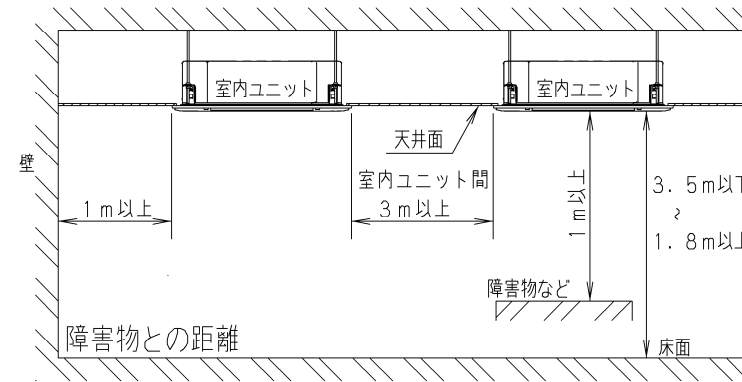 室内ユニット
室内ユニット
天井面
壁
室内ユニット間
1m以上
3m以上
1m以上
3.5m以下
~
1.8m以上
障害物など
障害物との距離
床面